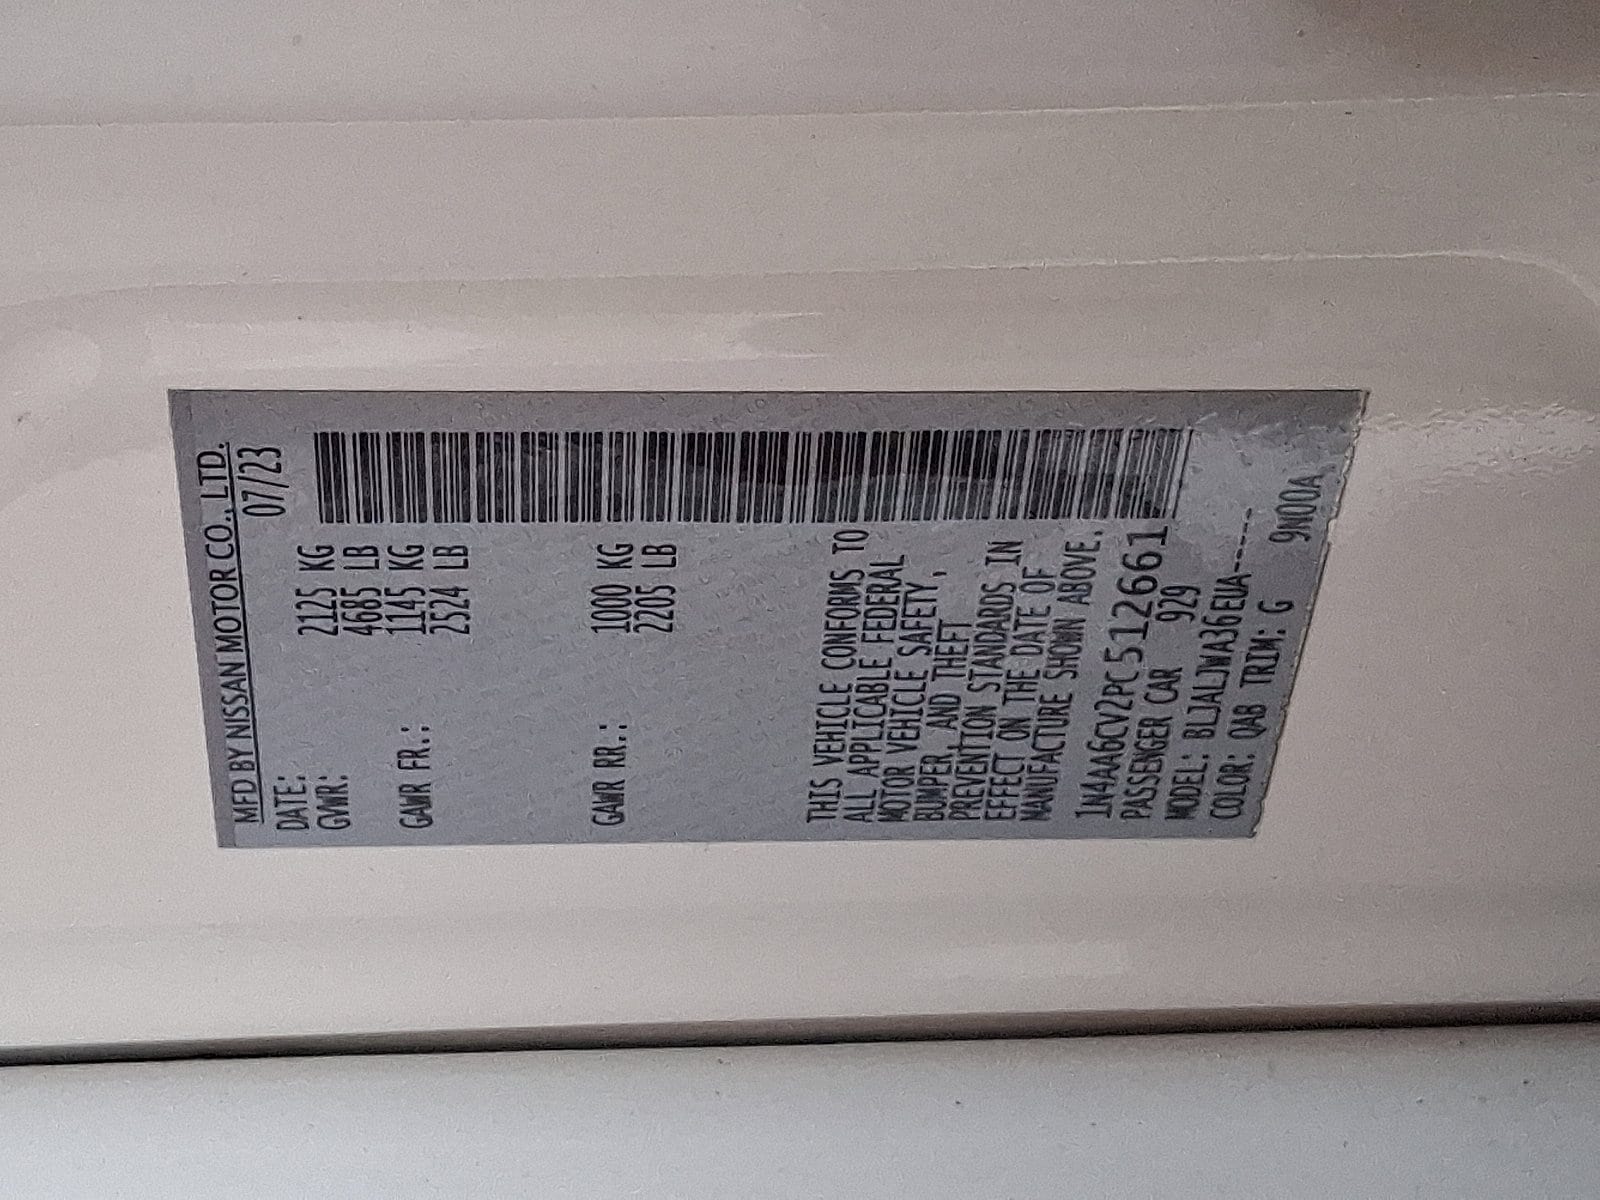 MFD BY NISSAN MOTOR CO., LTD.
DATE: 07/23
GVWR: 2125 KG
4685 LB
GAWR FR.: 1145 KG
2524 LB
GAWR RR.: 1000 KG
2205 LB
THIS VEHICLE CONFORMS TO
ALL APPLICABLE FEDERAL
MOTOR VEHICLE SAFETY,
BUMPER, AND THEFT
PREVENTION STANDARDS IN
EFFECT ON THE DATE OF
MANUFACTURE SHOWN ABOVE.
1N4AA6CV2PC512661
PASSENGER CAR 929
MODEL: BLJALJWA36EUA-----
COLOR: QAB TRIM: G 9N00A